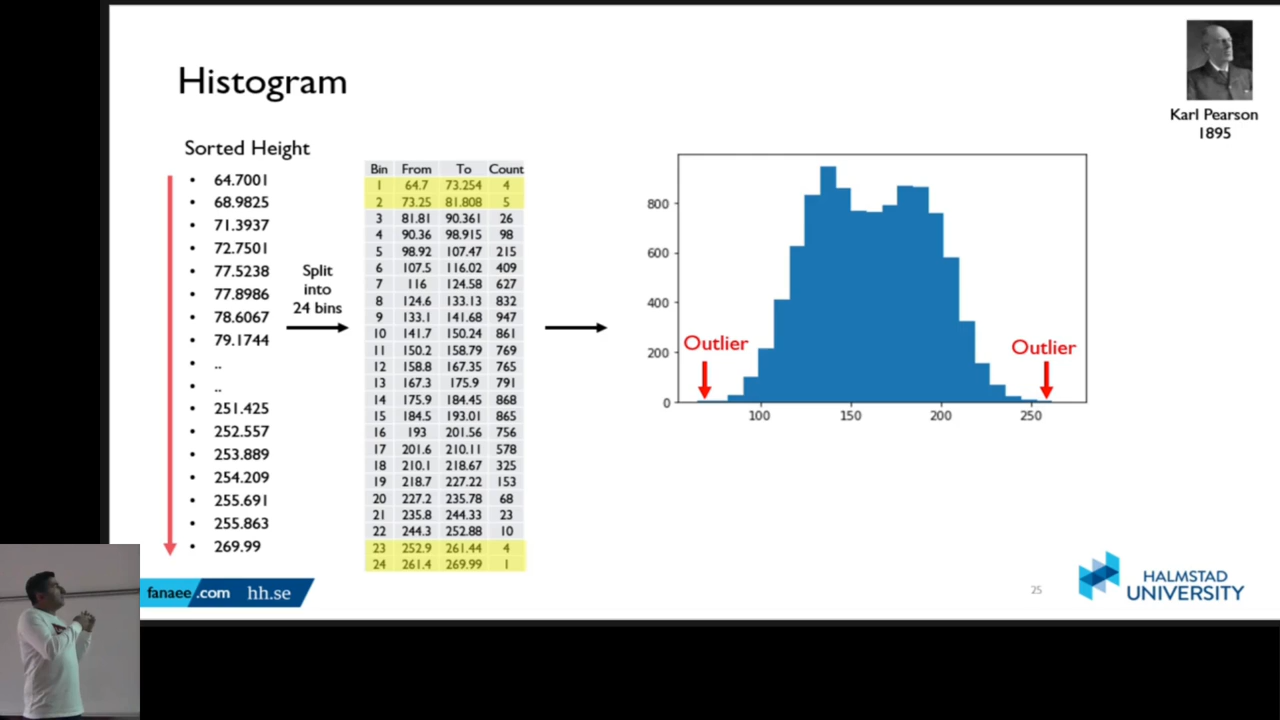 Histogram
Karl Pearson
1895
Sorted Height
• 64.7001
• 68.9825
• 71.3937
• 72.7501
• 77.5238
• 77.8986
• 78.6067
• 79.1744
• ..
• ..
• 251.425
• 252.557
• 253.889
• 254.209
• 255.691
• 255.863
• 269.99
Split
into
24 bins
Bin From To Count
1 64.7 73.254 4
2 73.25 81.808 5
3 81.81 90.361 26
4 90.36 98.915 98
5 98.92 107.47 215
6 107.5 116.02 409
7 116 124.58 627
8 124.6 133.13 832
9 133.1 141.68 947
10 141.7 150.24 861
11 150.2 158.79 769
12 158.8 167.35 765
13 167.3 175.9 791
14 175.9 184.45 868
15 184.5 193.01 865
16 193 201.56 756
17 201.6 210.11 578
18 210.1 218.67 325
19 218.7 227.22 153
20 227.2 235.78 68
21 235.8 244.33 23
22 244.3 252.88 10
23 252.9 261.44 4
24 261.4 269.99 1
800
600
400
200
0
100 150 200 250
Outlier
Outlier
fanaee.com hh.se
25
HALMSTAD
UNIVERSITY